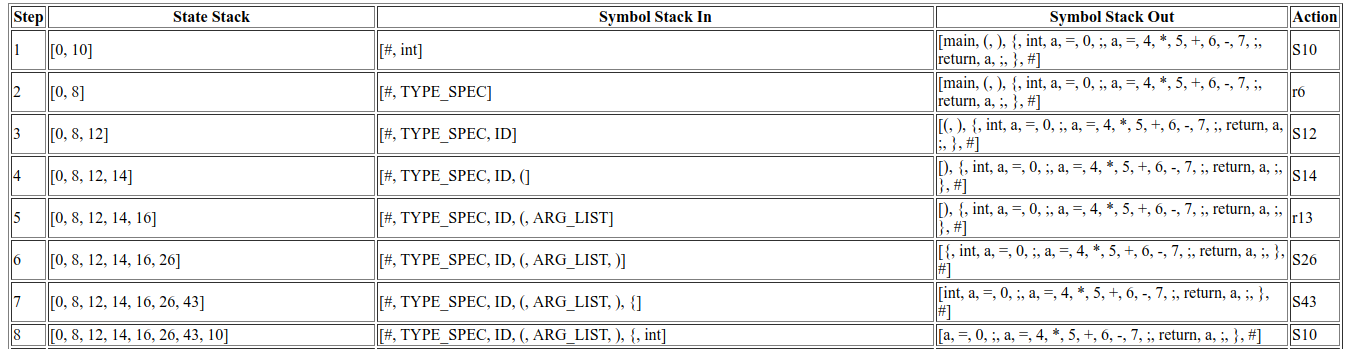 Step State Stack Symbol Stack In Symbol Stack Out Action
1 [0, 10] [#, int] [main, (, ), {, int, a, =, 0, ;, a, =, 4, *, 5, +, 6, -, 7, ;, S10
return, a, ;, }, #]
2 [0, 8] [#, TYPE_SPEC] [main, (, ), {, int, a, =, 0, ;, a, =, 4, *, 5, +, 6, -, 7, ;, r6
return, a, ;, }, #]
3 [0, 8, 12] [#, TYPE_SPEC, ID] [(, ), {, int, a, =, 0, ;, a, =, 4, *, 5, +, 6, -, 7, ;, return, a, S12
;, }, #]
4 [0, 8, 12, 14] [#, TYPE_SPEC, ID, (] [), {, int, a, =, 0, ;, a, =, 4, *, 5, +, 6, -, 7, ;, return, a, ;, S14
}, #]
5 [0, 8, 12, 14, 16] [#, TYPE_SPEC, ID, (, ARG_LIST] [), {, int, a, =, 0, ;, a, =, 4, *, 5, +, 6, -, 7, ;, return, a, ;, r13
}, #]
6 [0, 8, 12, 14, 16, 26] [#, TYPE_SPEC, ID, (, ARG_LIST, )] [{, int, a, =, 0, ;, a, =, 4, *, 5, +, 6, -, 7, ;, return, a, ;, }, S26
#]
7 [0, 8, 12, 14, 16, 26, 43] [#, TYPE_SPEC, ID, (, ARG_LIST, ), {] [int, a, =, 0, ;, a, =, 4, *, 5, +, 6, -, 7, ;, return, a, ;, }, S43
#]
8 [0, 8, 12, 14, 16, 26, 43, 10] [#, TYPE_SPEC, ID, (, ARG_LIST, ), {, int] [a, =, 0, ;, a, =, 4, *, 5, +, 6, -, 7, ;, return, a, ;, }, #] S10